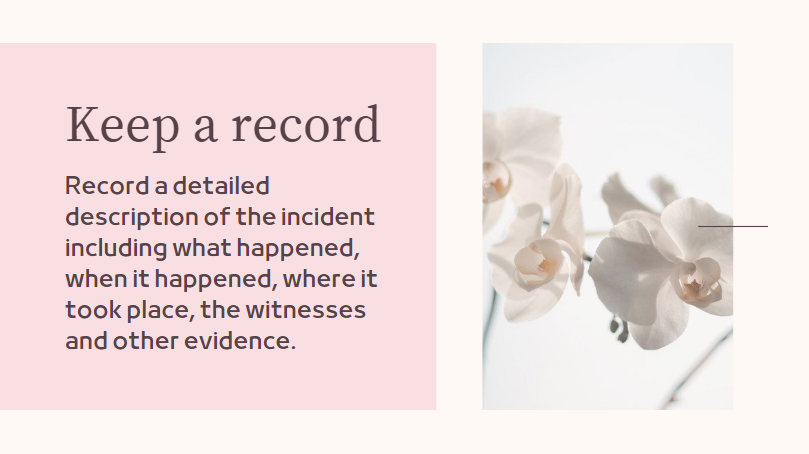 Keep a record
Record a detailed
description of the incident
including what happened,
when it happened, where it
took place, the witnesses
and other evidence.